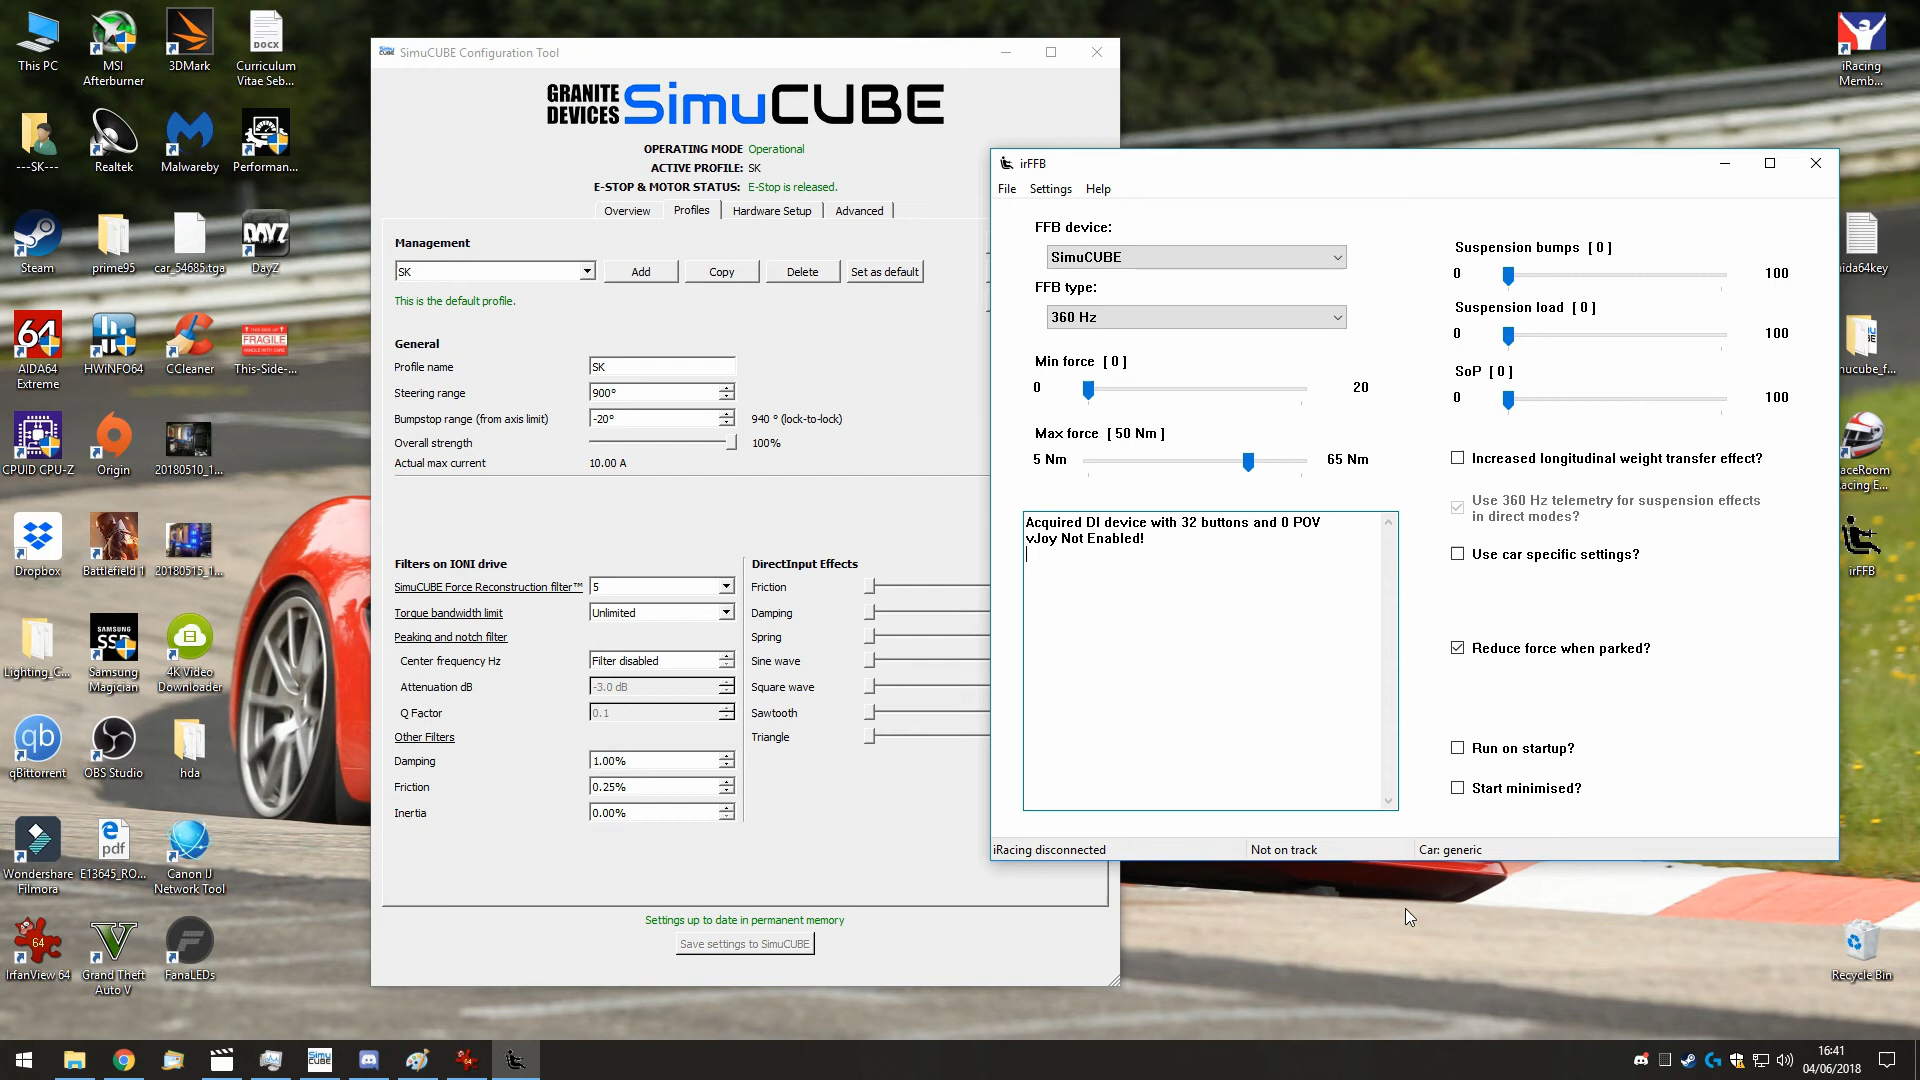 This PC
MSI
Afterburner
3DMark
Curriculum
Vitae Seb...
---SK---
Realtek
Malwareby
Performan...
Steam
prime95
car_54685.tga
DayZ
AIDA64
Extreme
HWiNFO64
CCleaner
This-Side-...
CPUID CPU-Z
Origin
20180510_1...
Dropbox
Battlefield 1
20180515_1...
Lighting_C...
Samsung
Magician
4K Video
Downloader
qBittorrent
OBS Studio
hda
Wondershare
Filmora
E13645_RO...
Canon IJ
Network Tool
IrfanView 64
Grand Theft
Auto V
FanaLEDs
SimuCUBE Configuration Tool
GRANITE
DEVICES
SimuCUBE
OPERATING MODE Operational
ACTIVE PROFILE: SK
E-STOP & MOTOR STATUS: E-Stop is released.
Overview Profiles Hardware Setup Advanced
Management
SK Add Copy Delete Set as default
This is the default profile.
General
Profile name SK
Steering range 900°
Bumpstop range (from axis limit) -20° 940 ° (lock-to-lock)
Overall strength 100%
Actual max current 10.00 A
Filters on IONI drive
SimuCUBE Force Reconstruction filter™ 5
Torque bandwidth limit Unlimited
Peaking and notch filter
Center frequency Hz Filter disabled
Attenuation dB -3.0 dB
Q Factor 0.1
Other Filters
Damping 1.00%
Friction 0.25%
Inertia 0.00%
DirectInput Effects
Friction
Damping
Spring
Sine wave
Square wave
Sawtooth
Triangle
Settings up to date in permanent memory
Save settings to SimuCUBE
irFFB
File Settings Help
FFB device:
SimuCUBE
FFB type:
360 Hz
Min force [ 0 ]
0 20
Max force [ 50 Nm ]
5 Nm 65 Nm
Acquired DI device with 32 buttons and 0 POV
vJoy Not Enabled!
Suspension bumps [ 0 ]
0 100
Suspension load [ 0 ]
0 100
SoP [ 0 ]
0 100
Increased longitudinal weight transfer effect?
Use 360 Hz telemetry for suspension effects
in direct modes?
Use car specific settings?
Reduce force when parked?
Run on startup?
Start minimised?
iRacing disconnected Not on track Car: generic
iRacing
Memb...
aida64key
mucube_f...
aceRoom
acing E...
irFFB
Recycle Bin
16:41
04/06/2018